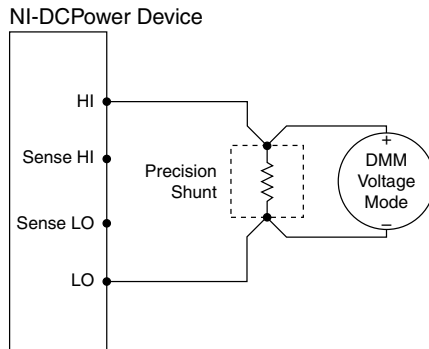 NI-DCPower Device
HI
Sense HI
Sense LO
LO
Precision
Shunt
+
DMM
Voltage
Mode
–